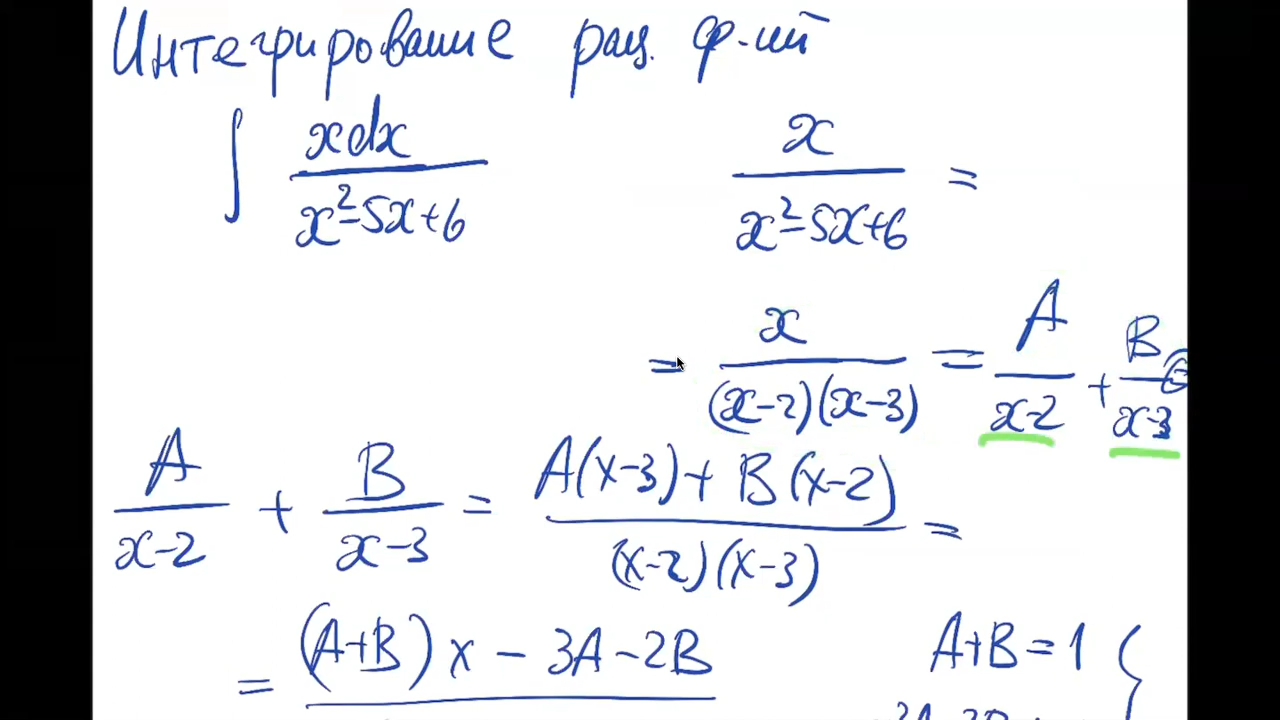 Интегрирование рац. ф-ий
∫ xdx / (x²-5x+6)    x / (x²-5x+6) =
= x / ((x-2)(x-3)) = A / (x-2) + B / (x-3)
A / (x-2) + B / (x-3) = (A(x-3) + B(x-2)) / ((x-2)(x-3)) =
= (A+B)x - 3A - 2B    A+B = 1